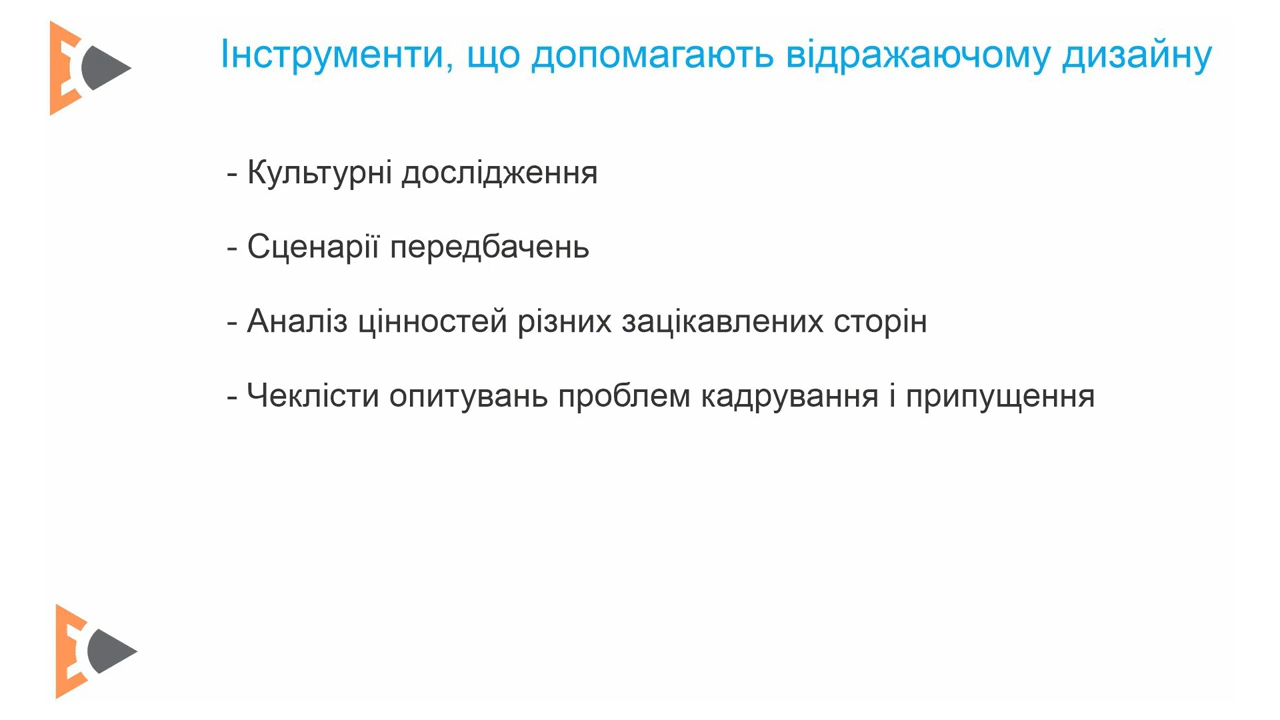 Інструменти, що допомагають відражаючому дизайну
- Культурні дослідження
- Сценарії передбачень
- Аналіз цінностей різних зацікавлених сторін
- Чеклісти опитувань проблем кадрування і припущення